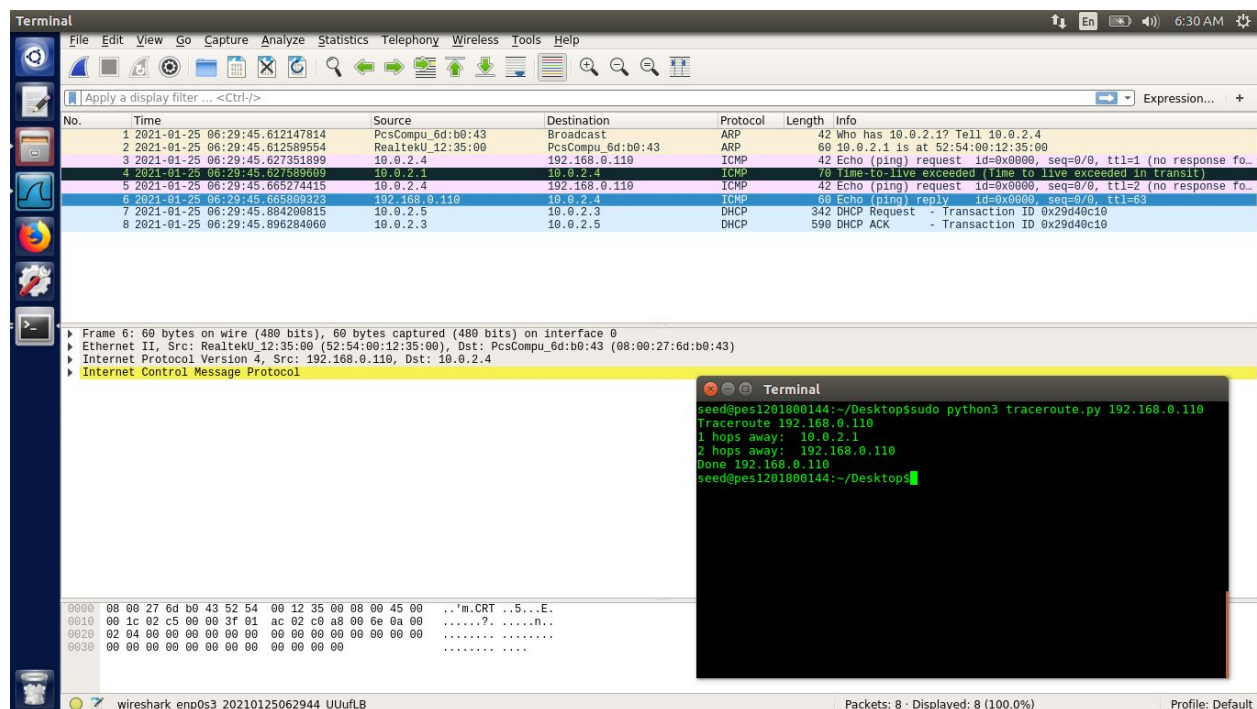 Terminal
En
6:30 AM
File Edit View Go Capture Analyze Statistics Telephony Wireless Tools Help
Apply a display filter ... <Ctrl-/>
Expression... +
No. Time Source Destination Protocol Length Info
1 2021-01-25 06:29:45.612147814 PcsCompu_6d:b0:43 Broadcast ARP 42 Who has 10.0.2.1? Tell 10.0.2.4
2 2021-01-25 06:29:45.612589554 RealtekU_12:35:00 PcsCompu_6d:b0:43 ARP 60 10.0.2.1 is at 52:54:00:12:35:00
3 2021-01-25 06:29:45.627351899 10.0.2.4 192.168.0.110 ICMP 42 Echo (ping) request id=0x0000, seq=0/0, ttl=1 (no response fo…
4 2021-01-25 06:29:45.627589609 10.0.2.1 10.0.2.4 ICMP 70 Time-to-live exceeded (Time to live exceeded in transit)
5 2021-01-25 06:29:45.665274415 10.0.2.4 192.168.0.110 ICMP 42 Echo (ping) request id=0x0000, seq=0/0, ttl=2 (no response fo…
6 2021-01-25 06:29:45.665809323 192.168.0.110 10.0.2.4 ICMP 60 Echo (ping) reply id=0x0000, seq=0/0, ttl=63
7 2021-01-25 06:29:45.884200815 10.0.2.5 10.0.2.3 DHCP 342 DHCP Request - Transaction ID 0x29d40c10
8 2021-01-25 06:29:45.896284060 10.0.2.3 10.0.2.5 DHCP 590 DHCP ACK - Transaction ID 0x29d40c10
Frame 6: 60 bytes on wire (480 bits), 60 bytes captured (480 bits) on interface 0
Ethernet II, Src: RealtekU_12:35:00 (52:54:00:12:35:00), Dst: PcsCompu_6d:b0:43 (08:00:27:6d:b0:43)
Internet Protocol Version 4, Src: 192.168.0.110, Dst: 10.0.2.4
Internet Control Message Protocol
Terminal
seed@pes1201800144:~/Desktop$sudo python3 traceroute.py 192.168.0.110
Traceroute 192.168.0.110
1 hops away:  10.0.2.1
2 hops away:  192.168.0.110
Done 192.168.0.110
seed@pes1201800144:~/Desktop$
0000 08 00 27 6d b0 43 52 54 00 12 35 00 08 00 45 00 ..'m.CRT ..5...E.
0010 00 1c 02 c5 00 00 3f 01 ac 02 c0 a8 00 6e 0a 00 ......?. .....n..
0020 02 04 00 00 00 00 00 00 00 00 00 00 00 00 00 00 ........ ........
0030 00 00 00 00 00 00 00 00 00 00 00 00 ........ ....
wireshark_enp0s3_20210125062944_UUufLB
Packets: 8 · Displayed: 8 (100.0%)
Profile: Default